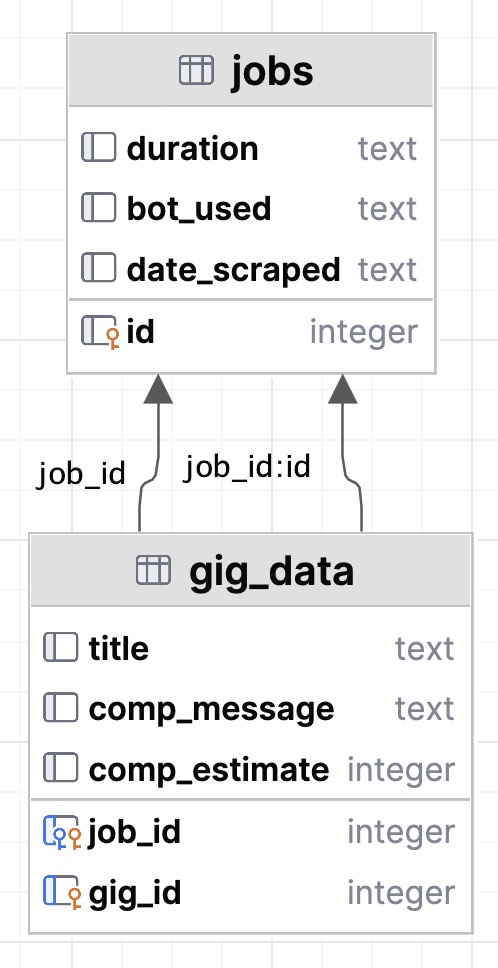 jobs
duration text
bot_used text
date_scraped text
id integer
job_id job_id:id
gig_data
title text
comp_message text
comp_estimate integer
job_id integer
gig_id integer